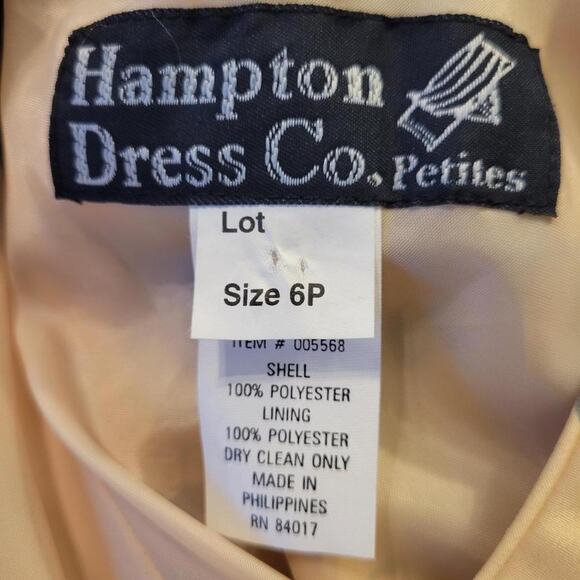 Hampton
Dress Co. Petites
Lot
Size 6P
ITEM # 005568
SHELL
100% POLYESTER
LINING
100% POLYESTER
DRY CLEAN ONLY
MADE IN
PHILIPPINES
RN 84017